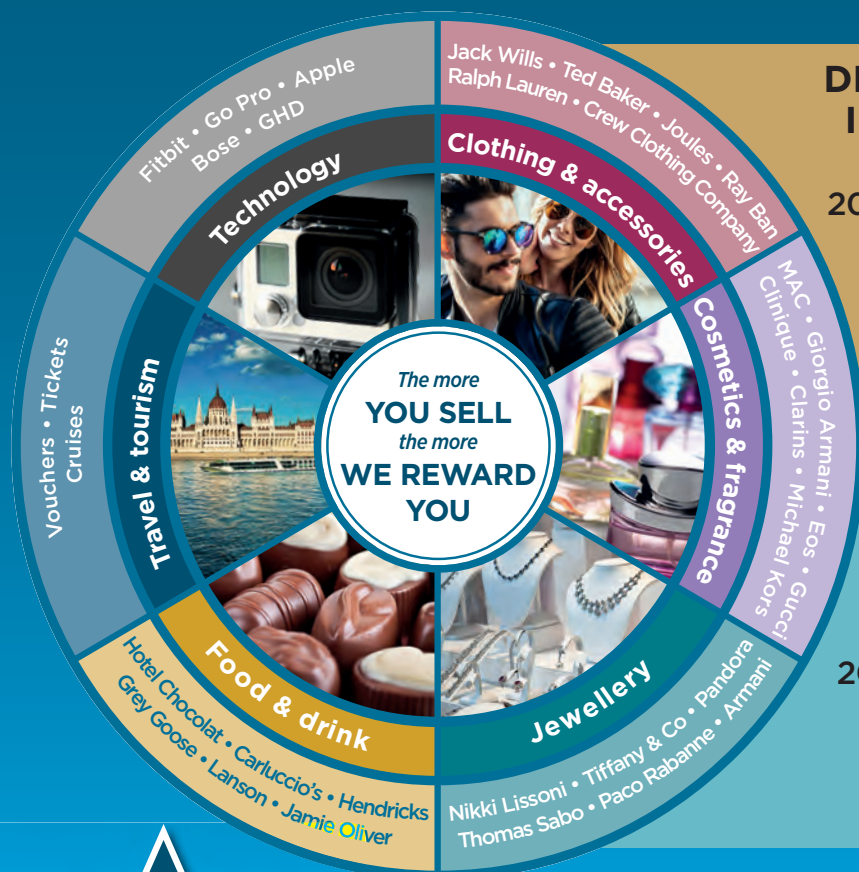 Fitbit • Go Pro • Apple
Bose • GHD
Technology
Jack Wills • Ted Baker • Joules • Ray Ban
Ralph Lauren • Crew Clothing Company
Clothing & accessories
MAC • Giorgio Armani • Eos • Gucci
Clinique • Clarins • Michael Kors
Cosmetics & fragrance
Vouchers • Tickets
Cruises
Travel & tourism
The more
YOU SELL
the more
WE REWARD
YOU
Food & drink
Hotel Chocolat • Carluccio's • Hendricks
Grey Goose • Lanson • Jamie Oliver
Jewellery
Nikki Lissoni • Tiffany & Co • Pandora
Thomas Sabo • Paco Rabanne • Armani